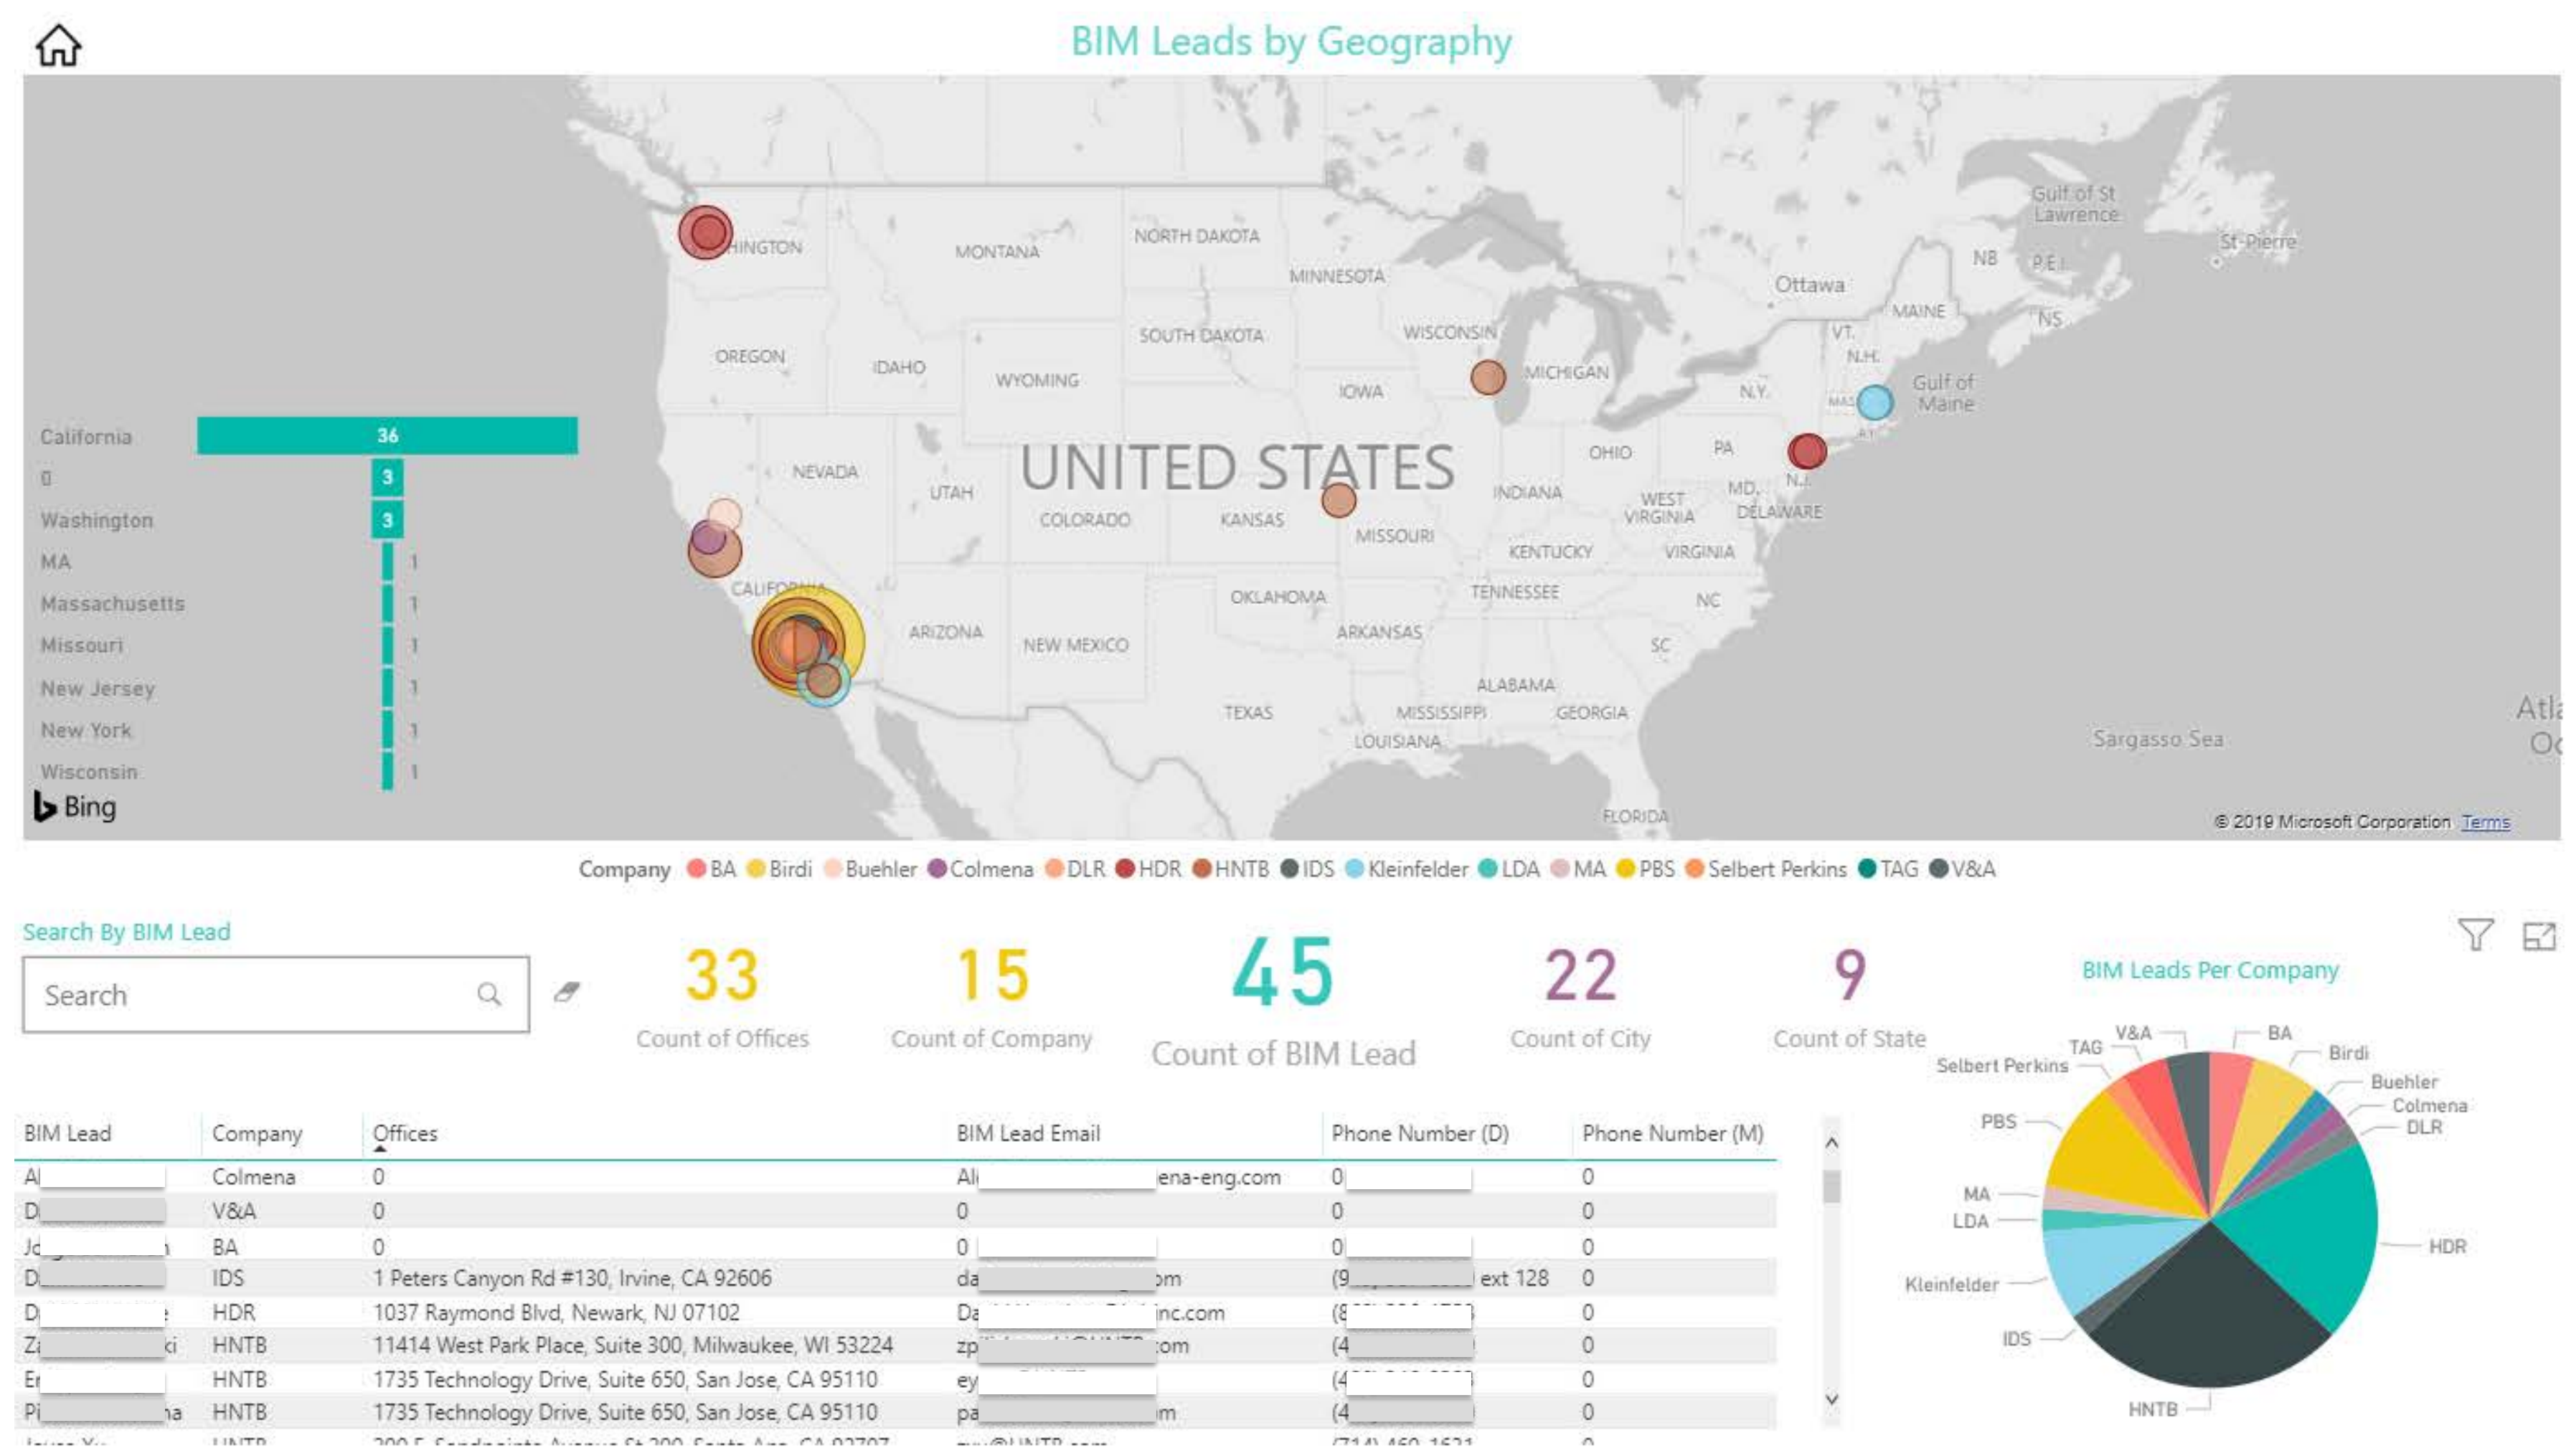 BIM Leads by Geography
HINGTON
MONTANA
NORTH DAKOTA
MINNESOTA
Gulf of St
Lawrence
St-Pierre
NB
P.E.I.
Ottawa
MAINE
NS
SOUTH DAKOTA
WISCONSIN
VT.
N.H.
OREGON
IDAHO
WYOMING
IOWA
MICHIGAN
N.Y.
Gulf of
Maine
UNITED STATES
NEVADA
UTAH
COLORADO
KANSAS
MISSOURI
INDIANA
OHIO
PA
N.J.
MD.
DELAWARE
WEST
VIRGINIA
KENTUCKY
VIRGINIA
CALIFORNIA
ARIZONA
NEW MEXICO
OKLAHOMA
ARKANSAS
TENNESSEE
NC
SC
ALABAMA
MISSISSIPPI
GEORGIA
TEXAS
LOUISIANA
FLORIDA
Sargasso Sea
California 36
0 3
Washington 3
MA 1
Massachusetts 1
Missouri 1
New Jersey 1
New York 1
Wisconsin 1
Bing
© 2019 Microsoft Corporation Terms
Company BA Birdi Buehler Colmena DLR HDR HNTB IDS Kleinfelder LDA MA PBS Selbert Perkins TAG V&A
Search By BIM Lead
Search
33
Count of Offices
15
Count of Company
45
Count of BIM Lead
22
Count of City
9
Count of State
BIM Leads Per Company
V&A
BA
TAG
Birdi
Selbert Perkins
Buehler
Colmena
PBS
DLR
MA
LDA
HDR
Kleinfelder
IDS
HNTB
BIM Lead Company Offices BIM Lead Email Phone Number (D) Phone Number (M)
Colmena 0 ena-eng.com 0 0
V&A 0 0 0 0
BA 0 0 0 0
IDS 1 Peters Canyon Rd #130, Irvine, CA 92606 da (9 ext 128 0
HDR 1037 Raymond Blvd, Newark, NJ 07102 Da inc.com (8 0
HNTB 11414 West Park Place, Suite 300, Milwaukee, WI 53224 zp om (4 0
HNTB 1735 Technology Drive, Suite 650, San Jose, CA 95110 ey (4 0
HNTB 1735 Technology Drive, Suite 650, San Jose, CA 95110 pa m (4 0